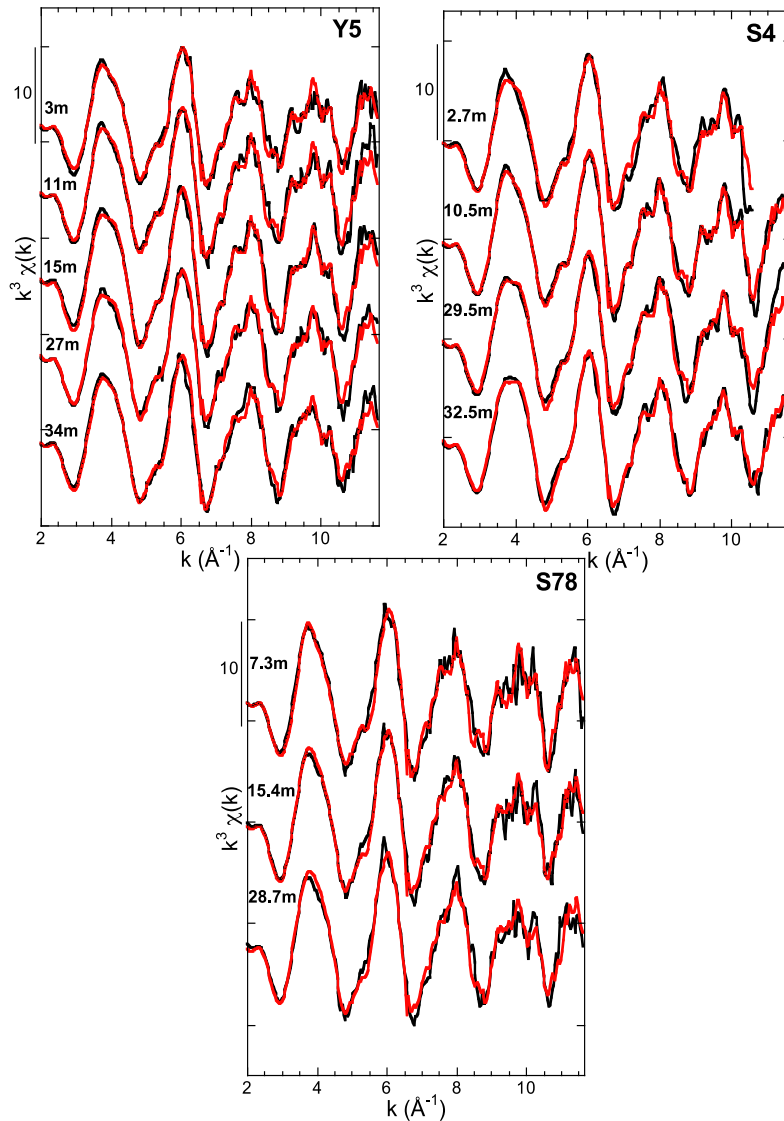 Y5
10
3m
11m
15m
27m
34m
k³ χ(k)
2 4 6 8 10
k (Å⁻¹)
S4
10
2.7m
10.5m
29.5m
32.5m
k³ χ(k)
2 4 6 8 10
k (Å⁻¹)
S78
10
7.3m
15.4m
28.7m
k³ χ(k)
2 4 6 8 10
k (Å⁻¹)